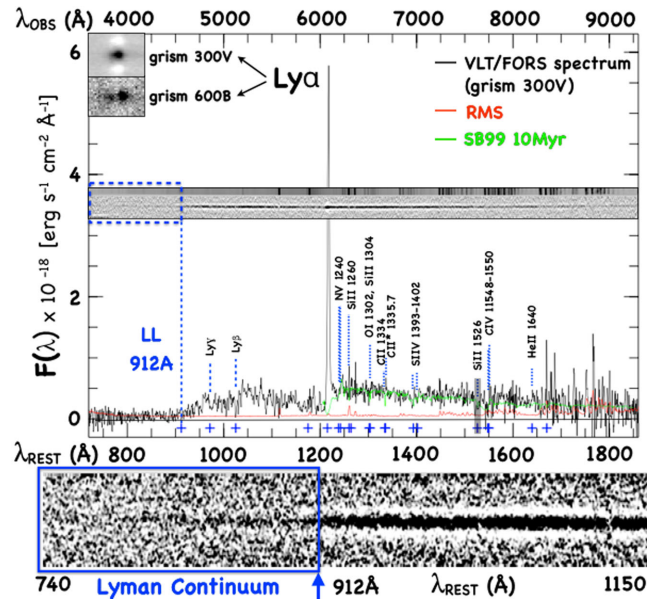 λOBS (Å) 4000 5000 6000 7000 8000 9000
6
4
2
0
F(λ) x 10⁻¹⁸ [erg s⁻¹ cm⁻² Å⁻¹]
grism 300V
grism 600B
Lyα
VLT/FORS spectrum
(grism 300V)
RMS
SB99 10Myr
LL
912A
Lyγ
Lyβ
NV 1240
SiII 1260
OI 1302, SiII 1304
CII 1334
CII* 1335.7
SiIV 1393-1402
SiII 1526
CIV 11548-1550
HeII 1640
λREST (Å) 800 1000 1200 1400 1600 1800
740 Lyman Continuum 912Å λREST (Å) 1150